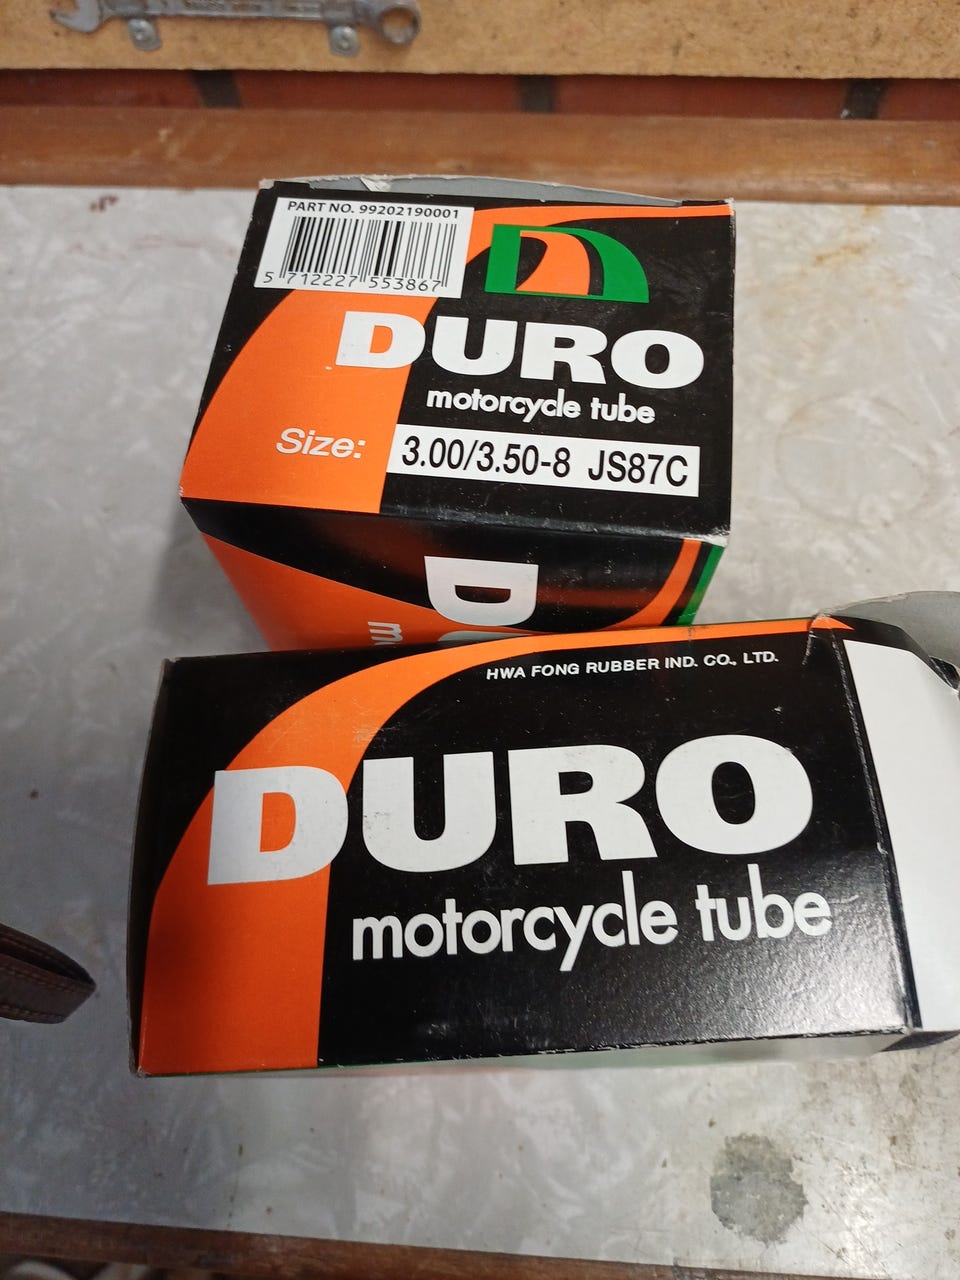 PART NO. 99202190001
5 712227 553867
DURO
motorcycle tube
Size: 3.00/3.50-8 JS87C
D
m
HWA FONG RUBBER IND. CO., LTD.
DURO
motorcycle tube